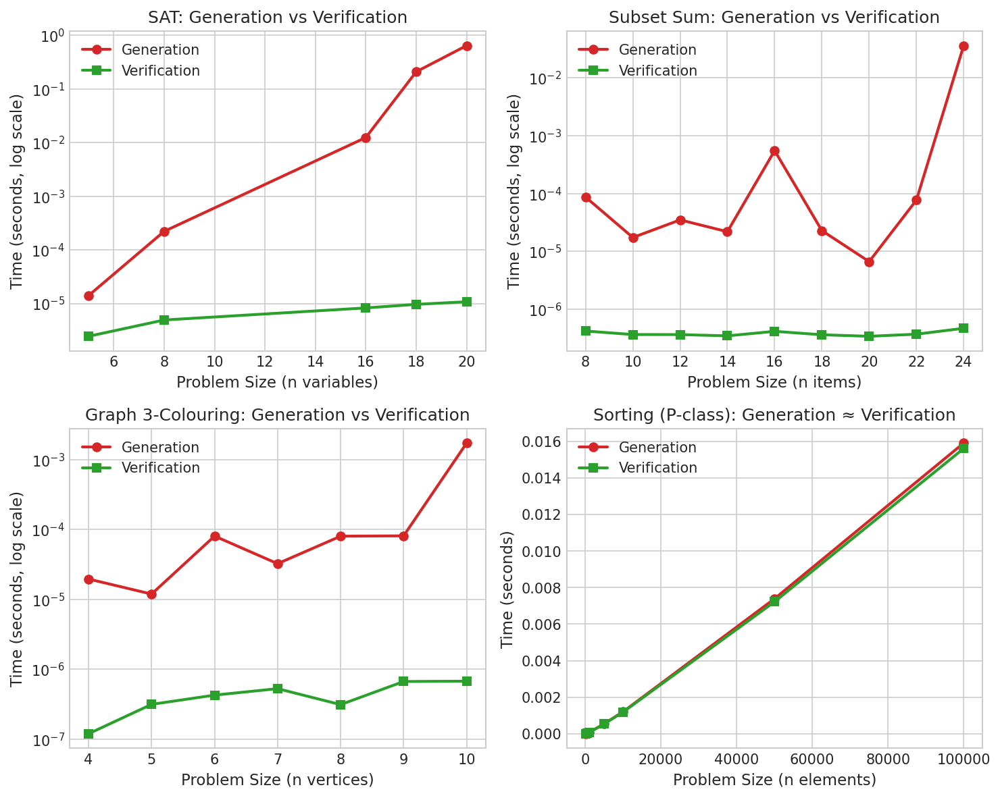 SAT: Generation vs Verification
Generation
Verification
Time (seconds, log scale)
10⁰
10⁻¹
10⁻²
10⁻³
10⁻⁴
10⁻⁵
6 8 10 12 14 16 18 20
Problem Size (n variables)
Subset Sum: Generation vs Verification
Generation
Verification
Time (seconds, log scale)
10⁻²
10⁻³
10⁻⁴
10⁻⁵
10⁻⁶
8 10 12 14 16 18 20 22 24
Problem Size (n items)
Graph 3-Colouring: Generation vs Verification
Generation
Verification
Time (seconds, log scale)
10⁻³
10⁻⁴
10⁻⁵
10⁻⁶
10⁻⁷
4 5 6 7 8 9 10
Problem Size (n vertices)
Sorting (P-class): Generation ≈ Verification
Generation
Verification
Time (seconds)
0.016
0.014
0.012
0.010
0.008
0.006
0.004
0.002
0.000
0 20000 40000 60000 80000 100000
Problem Size (n elements)